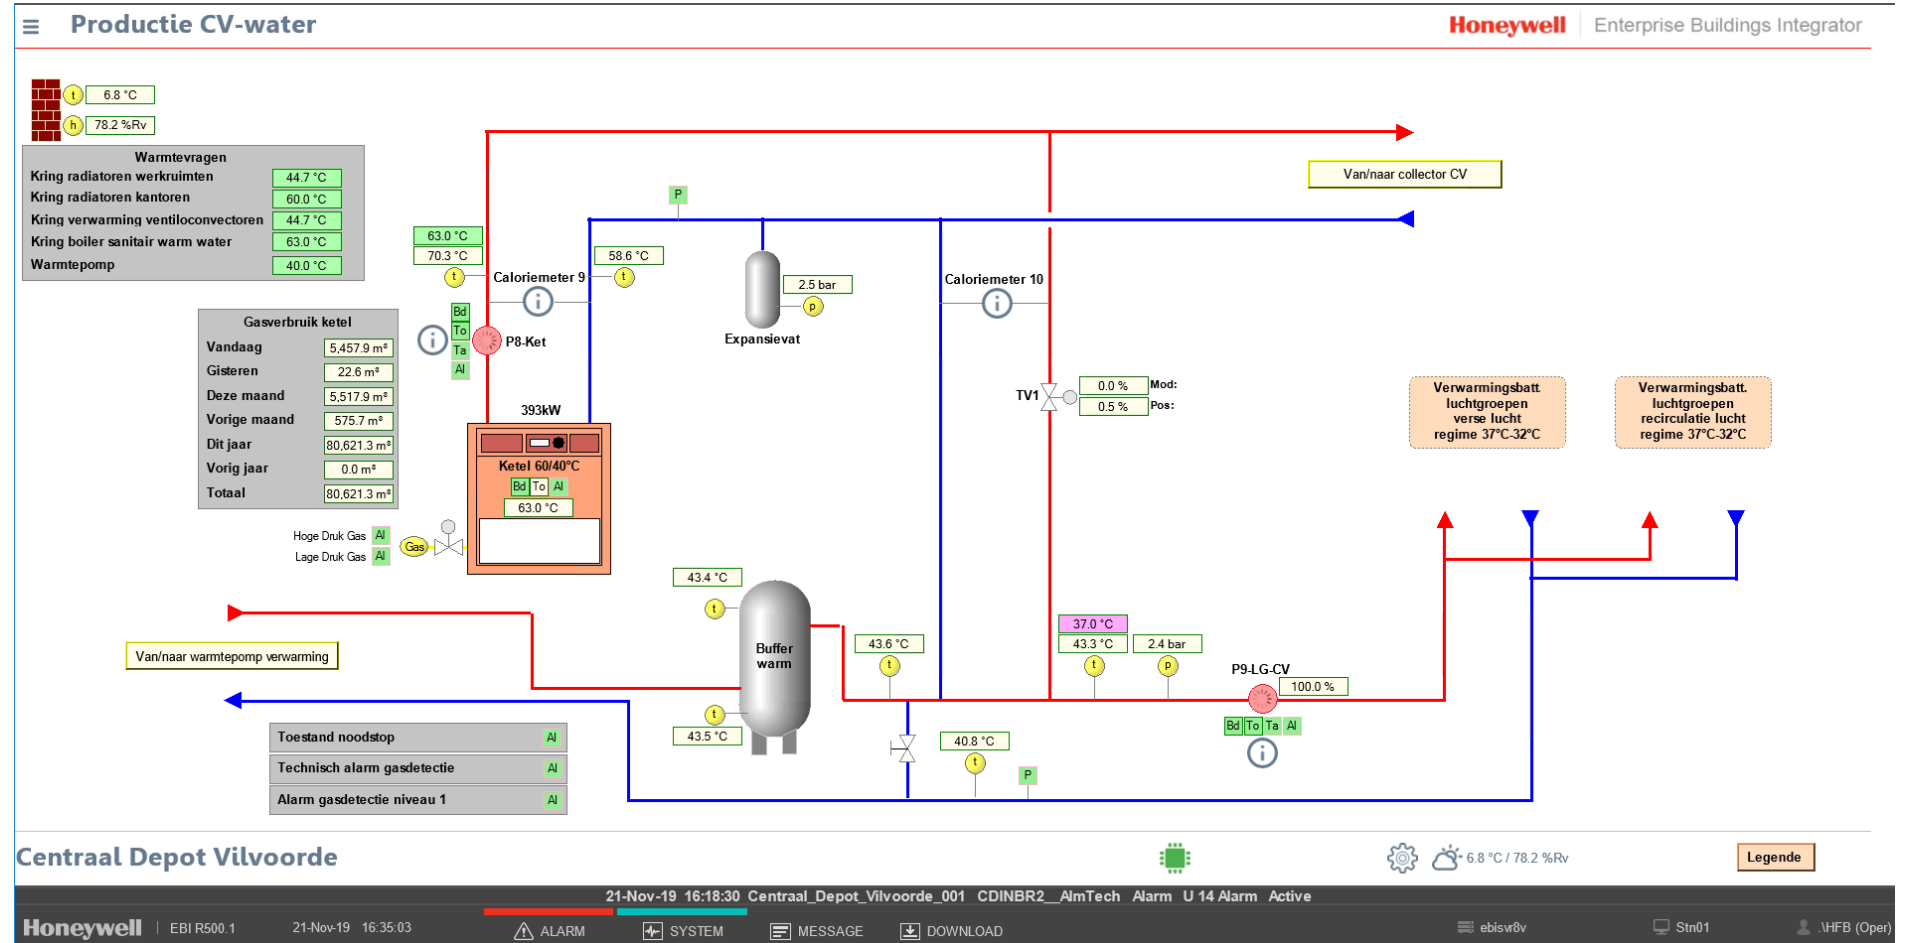 Productie CV-water
Honeywell Enterprise Buildings Integrator
t 6.8 °C
h 78.2 %Rv
Warmtevragen
Kring radiatoren werkruimten 44.7 °C
Kring radiatoren kantoren 60.0 °C
Kring verwarming ventiloconvectoren 44.7 °C
Kring boiler sanitair warm water 63.0 °C
Warmtepomp 40.0 °C
Van/naar collector CV
P
63.0 °C
70.3 °C
t
Caloriemeter 9
58.6 °C
t
2.5 bar
p
Expansievat
Caloriemeter 10
Gasverbruik ketel
Vandaag 5,457.9 m³
Gisteren 22.6 m³
Deze maand 5,517.9 m³
Vorige maand 575.7 m³
Dit jaar 80,621.3 m³
Vorig jaar 0.0 m³
Totaal 80,621.3 m³
Bd
To
Ta
Al
P8-Ket
TV1
0.0 % Mod:
0.5 % Pos:
Verwarmingsbatt.
luchtgroepen
verse lucht
regime 37°C-32°C
Verwarmingsbatt.
luchtgroepen
recirculatie lucht
regime 37°C-32°C
393kW
Ketel 60/40°C
Bd To Al
63.0 °C
Hoge Druk Gas Al
Lage Druk Gas Al
Gas
43.4 °C
t
Buffer
warm
t
43.5 °C
43.6 °C
t
37.0 °C
43.3 °C
t
2.4 bar
p
P9-LG-CV
100.0 %
Bd To Ta Al
Van/naar warmtepomp verwarming
40.8 °C
t
P
Toestand noodstop Al
Technisch alarm gasdetectie Al
Alarm gasdetectie niveau 1 Al
Centraal Depot Vilvoorde
6.8 °C / 78.2 %Rv
Legende
21-Nov-19 16:18:30 Centraal_Depot_Vilvoorde_001 CDINBR2__AlmTech Alarm U 14 Alarm Active
Honeywell EBI R500.1 21-Nov-19 16:35:03 ALARM SYSTEM MESSAGE DOWNLOAD ebisvr8v Stn01 .\HFB (Oper)